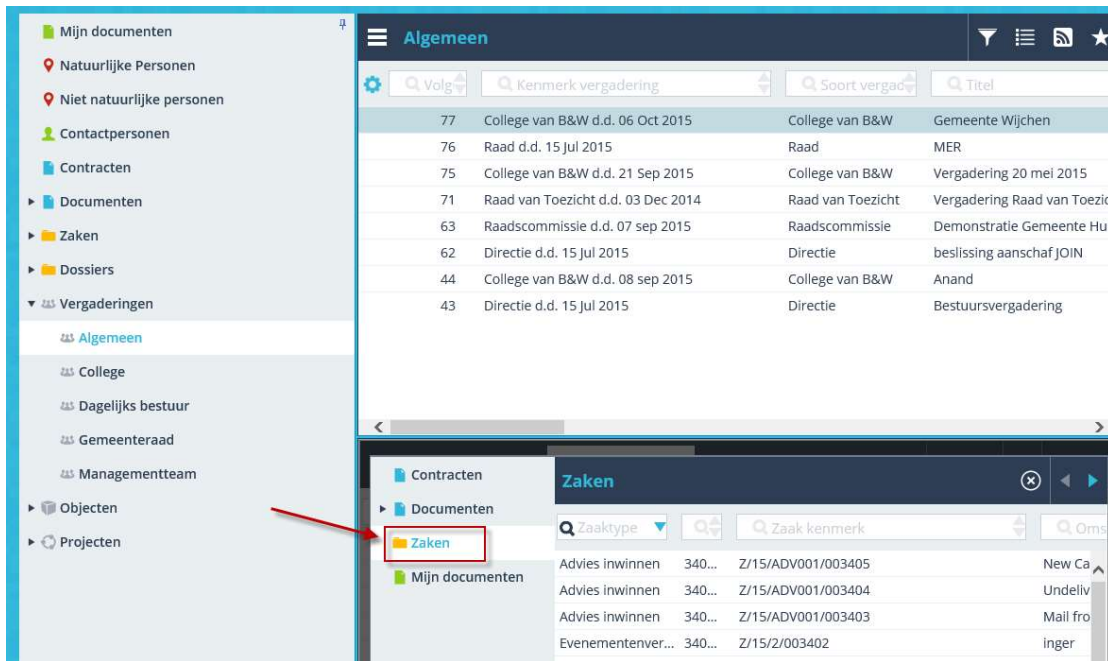 Mijn documenten
Natuurlijke Personen
Niet natuurlijke personen
Contactpersonen
Contracten
Documenten
Zaken
Dossiers
Vergaderingen
Algemeen
College
Dagelijks bestuur
Gemeenteraad
Managementteam
Objecten
Projecten
Algemeen
Volg Kenmerk vergadering Soort vergad Titel
77 College van B&W d.d. 06 Oct 2015 College van B&W Gemeente Wijchen
76 Raad d.d. 15 Jul 2015 Raad MER
75 College van B&W d.d. 21 Sep 2015 College van B&W Vergadering 20 mei 2015
71 Raad van Toezicht d.d. 03 Dec 2014 Raad van Toezicht Vergadering Raad van Toezic
63 Raadscommissie d.d. 07 sep 2015 Raadscommissie Demonstratie Gemeente Hu
62 Directie d.d. 15 Jul 2015 Directie beslissing aanschaf JOIN
44 College van B&W d.d. 08 sep 2015 College van B&W Anand
43 Directie d.d. 15 Jul 2015 Directie Bestuursvergadering
Contracten
Documenten
Zaken
Mijn documenten
Zaken
Zaaktype Zaak kenmerk Oms
Advies inwinnen 340... Z/15/ADV001/003405 New Ca
Advies inwinnen 340... Z/15/ADV001/003404 Undeliv
Advies inwinnen 340... Z/15/ADV001/003403 Mail fro
Evenementenver... 340... Z/15/2/003402 inger